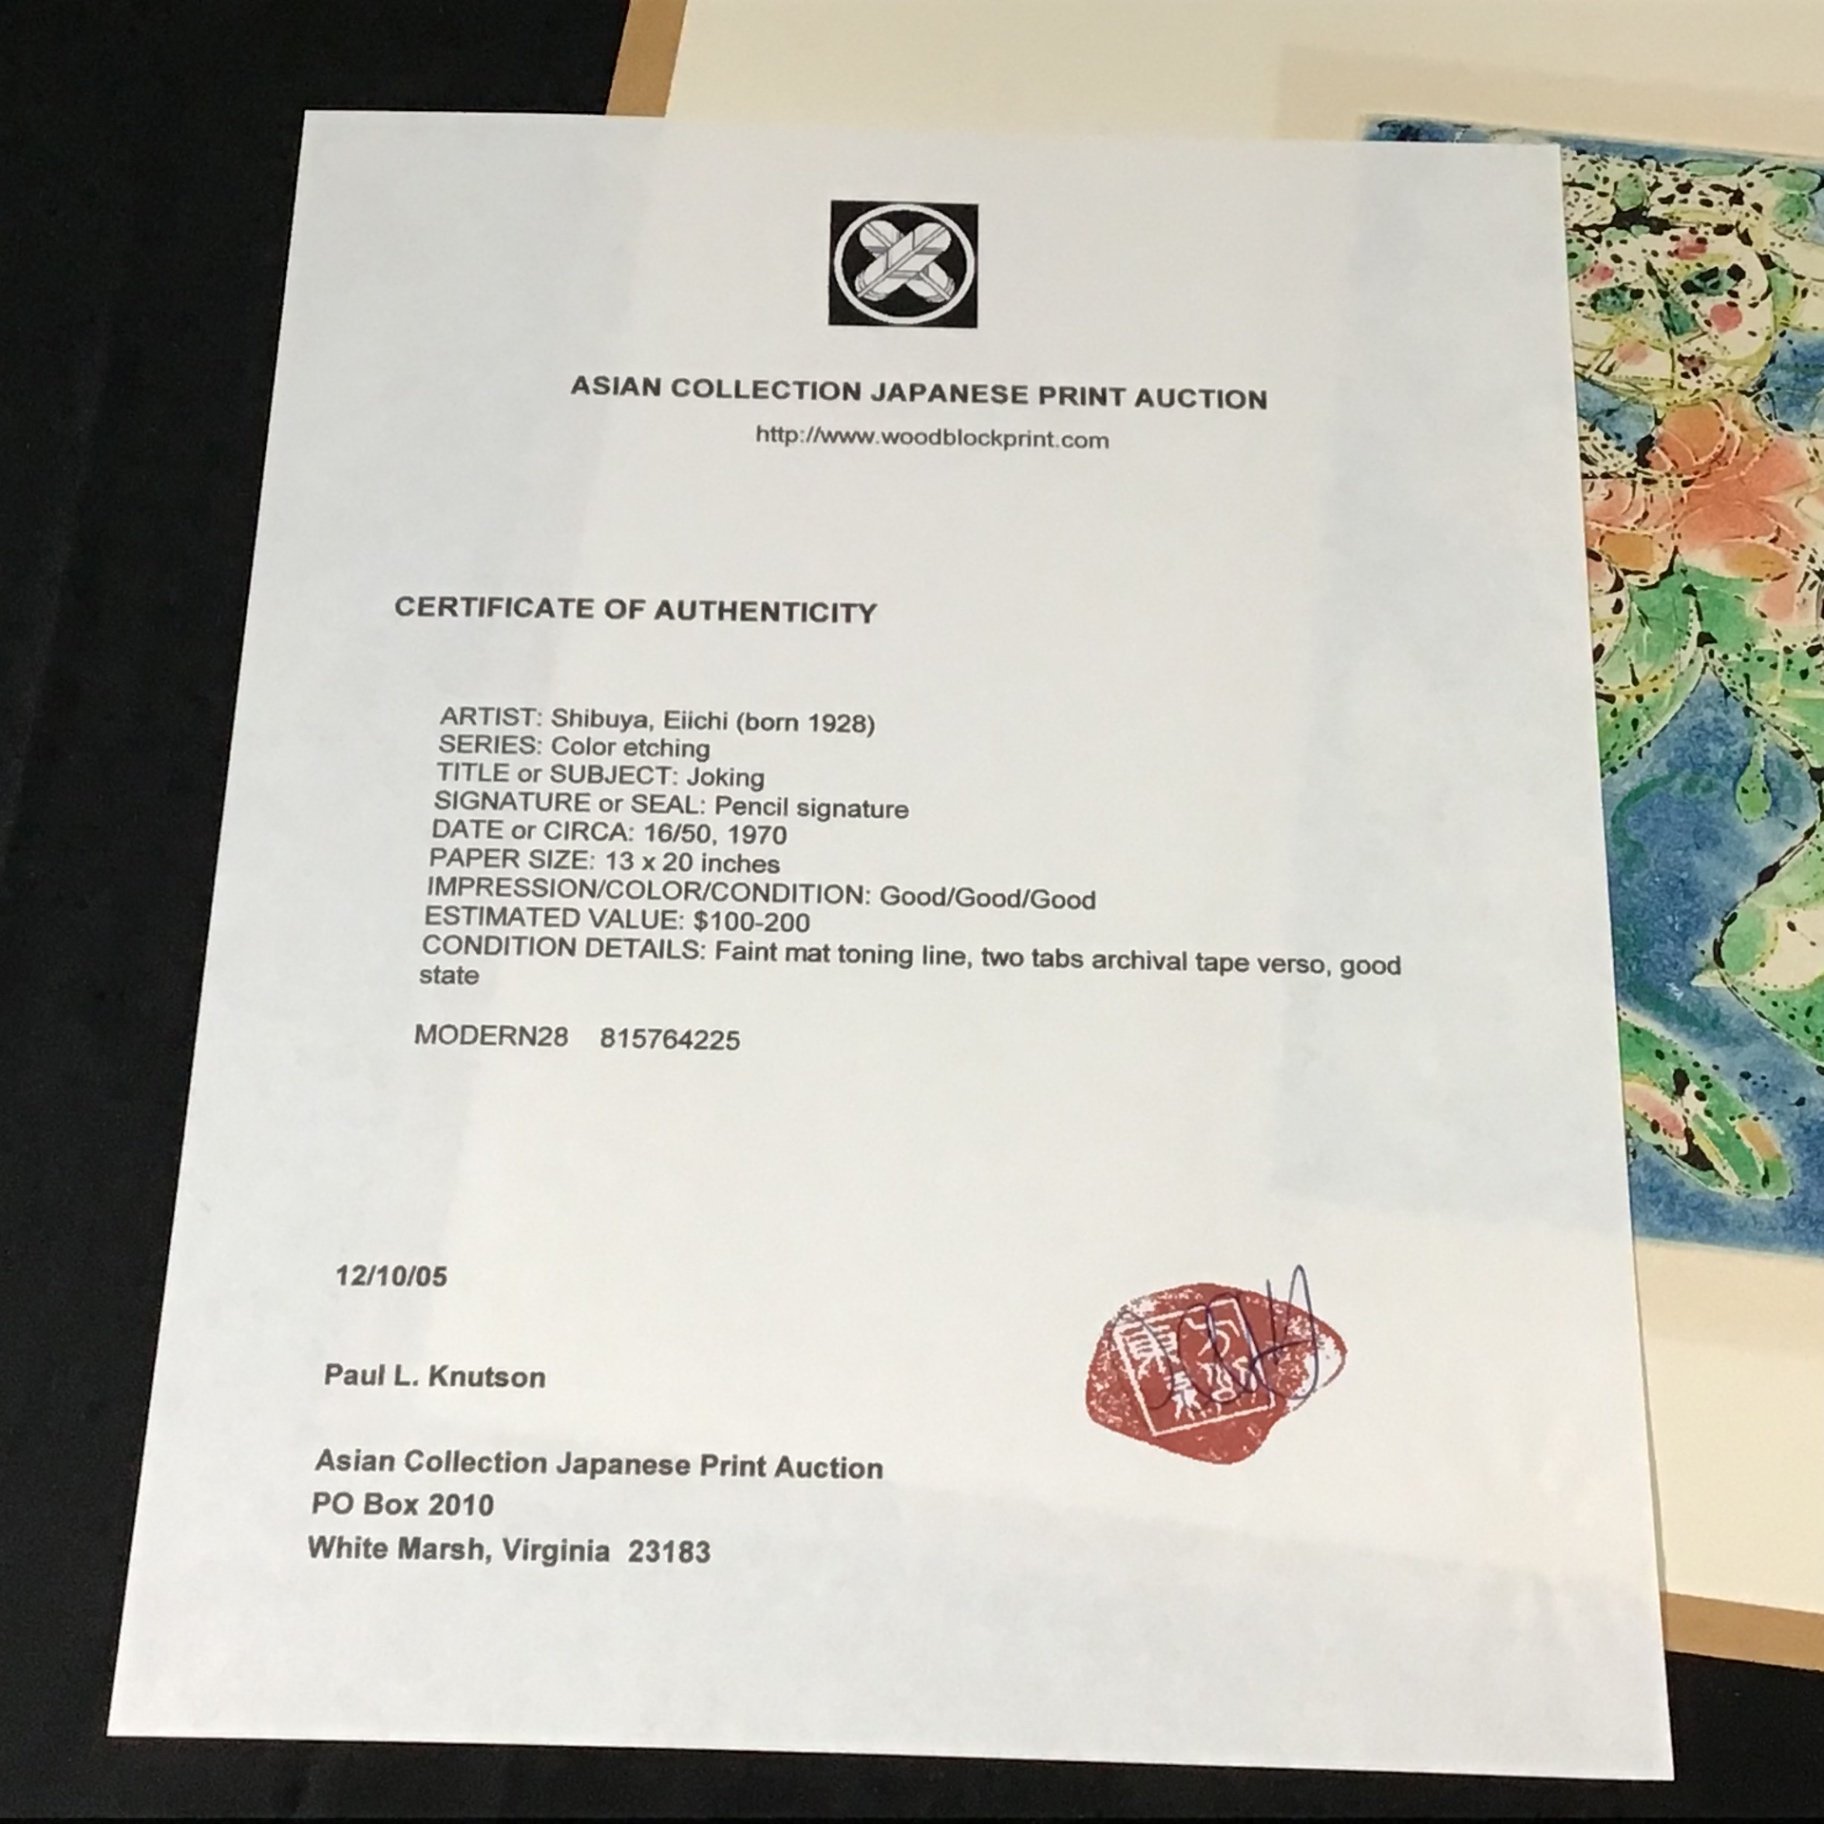 ASIAN COLLECTION JAPANESE PRINT AUCTION
http://www.woodblockprint.com
CERTIFICATE OF AUTHENTICITY
ARTIST: Shibuya, Eiichi (born 1928)
SERIES: Color etching
TITLE or SUBJECT: Joking
SIGNATURE or SEAL: Pencil signature
DATE or CIRCA: 16/50, 1970
PAPER SIZE: 13 x 20 inches
IMPRESSION/COLOR/CONDITION: Good/Good/Good
ESTIMATED VALUE: $100-200
CONDITION DETAILS: Faint mat toning line, two tabs archival tape verso, good
state
MODERN28 815764225
12/10/05
Paul L. Knutson
Asian Collection Japanese Print Auction
PO Box 2010
White Marsh, Virginia 23183